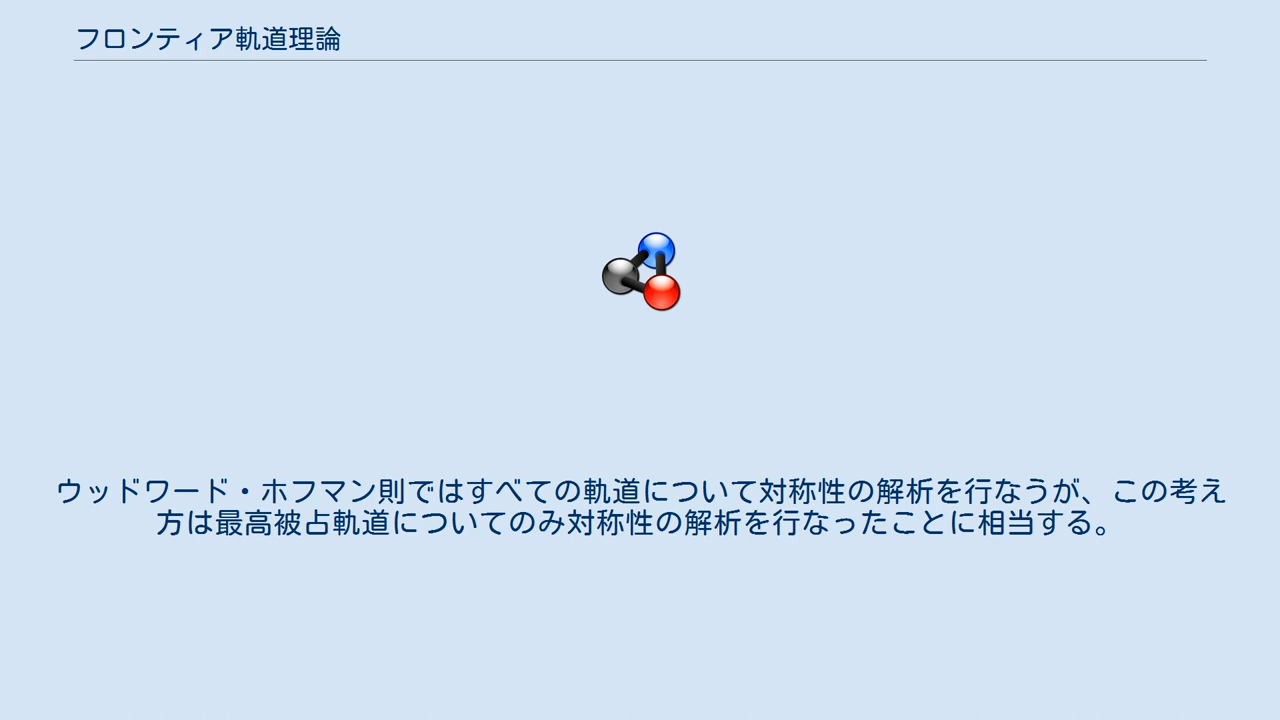 フロンティア軌道理論
ウッドワード・ホフマン則ではすべての軌道について対称性の解析を行なうが、この考え
方は最高被占軌道についてのみ対称性の解析を行なったことに相当する。